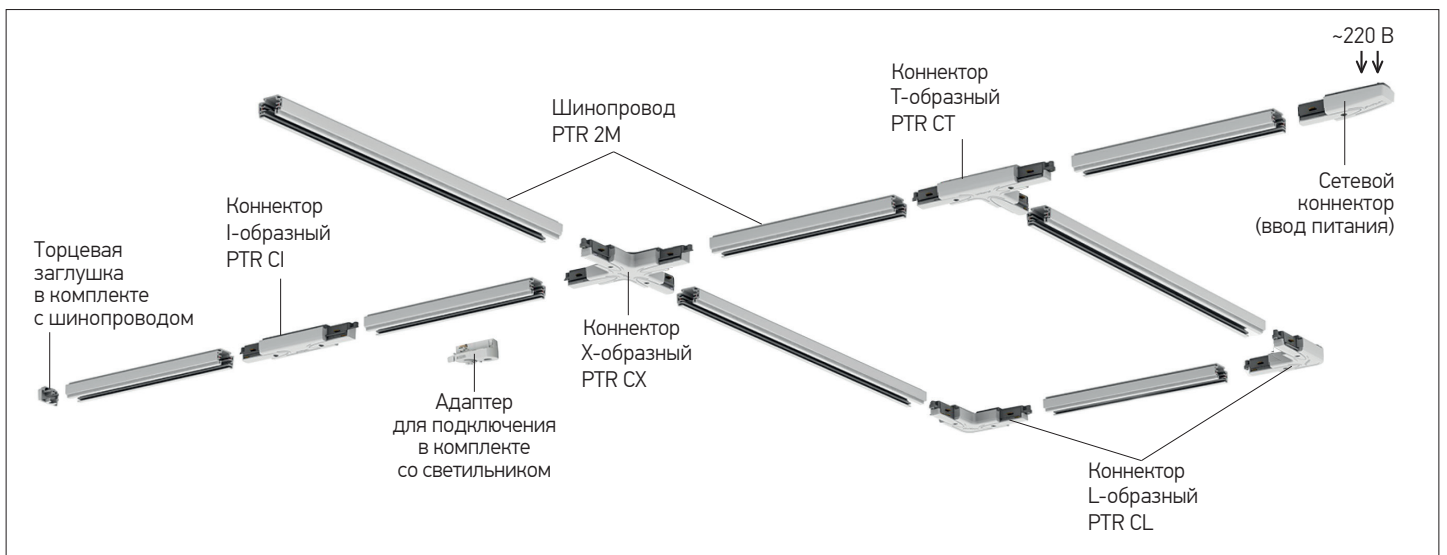 ~220 В
Коннектор
Т-образный
PTR CT
Шинопровод
PTR 2M
Сетевой
коннектор
(ввод питания)
Коннектор
I-образный
PTR CI
Торцевая
заглушка
в комплекте
с шинопроводом
Коннектор
X-образный
PTR CX
Адаптер
для подключения
в комплекте
со светильником
Коннектор
L-образный
PTR CL